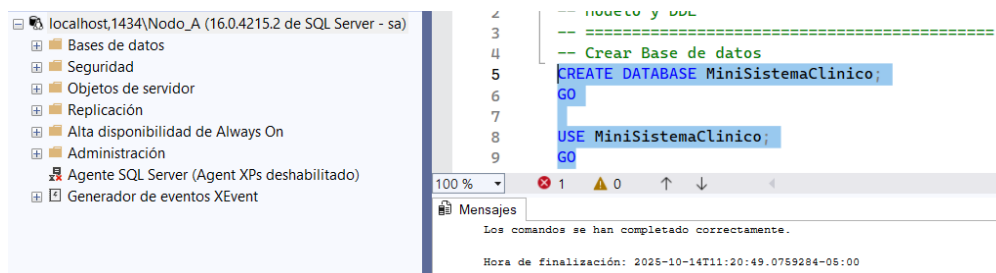 localhost,1434\Nodo_A (16.0.4215.2 de SQL Server - sa)
Bases de datos
Seguridad
Objetos de servidor
Replicación
Alta disponibilidad de Always On
Administración
Agente SQL Server (Agent XPs deshabilitado)
Generador de eventos XEvent
2 -- Modelo y DDL
3 -- =============================================
4 -- Crear Base de datos
5 CREATE DATABASE MiniSistemaClinico;
6 GO
7
8 USE MiniSistemaClinico;
9 GO
100 % 1 0
Mensajes
Los comandos se han completado correctamente.
Hora de finalización: 2025-10-14T11:20:49.0759284-05:00